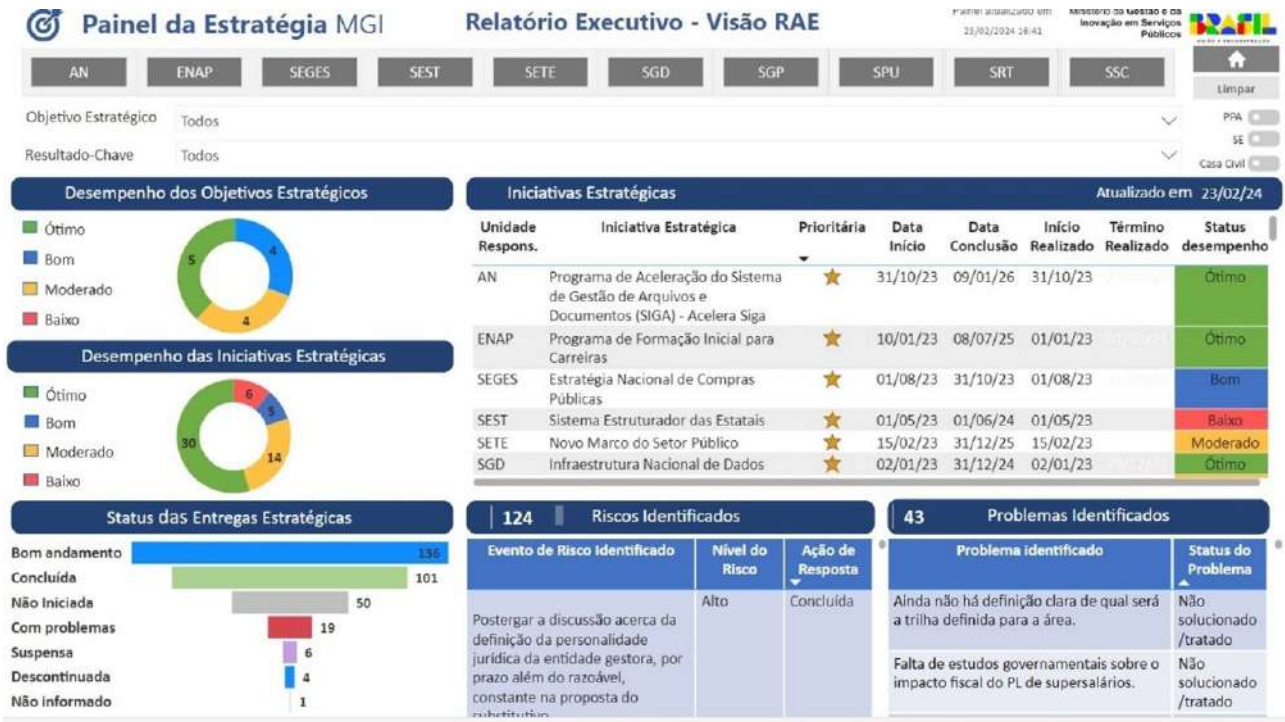 Painel da Estratégia MGI
Relatório Executivo - Visão RAE
Painel atualizado em
23/02/2024 16:41
Ministério da Gestão e da
Inovação em Serviços
Públicos
BRASIL
UNIÃO E RECONSTRUÇÃO
AN
ENAP
SEGES
SEST
SETE
SGD
SGP
SPU
SRT
SSC
Limpar
Objetivo Estratégico
Todos
PPA
SE
Resultado-Chave
Todos
Casa Civil
Desempenho dos Objetivos Estratégicos
Ótimo
Bom
Moderado
Baixo
5
4
4
Desempenho das Iniciativas Estratégicas
Ótimo
Bom
Moderado
Baixo
6
5
30
14
Status das Entregas Estratégicas
Bom andamento 136
Concluída 101
Não Iniciada 50
Com problemas 19
Suspensa 6
Descontinuada 4
Não informado 1
Iniciativas Estratégicas
Atualizado em 23/02/24
Unidade Iniciativa Estratégica Prioritária Data Data Início Término Status
Respons. Início Conclusão Realizado Realizado desempenho
AN Programa de Aceleração do Sistema 31/10/23 09/01/26 31/10/23 Ótimo
de Gestão de Arquivos e
Documentos (SIGA) - Acelera Siga
ENAP Programa de Formação Inicial para 10/01/23 08/07/25 01/01/23 Ótimo
Carreiras
SEGES Estratégia Nacional de Compras 01/08/23 31/10/23 01/08/23 Bom
Públicas
SEST Sistema Estruturador das Estatais 01/05/23 01/06/24 01/05/23 Baixo
SETE Novo Marco do Setor Público 15/02/23 31/12/25 15/02/23 Moderado
SGD Infraestrutura Nacional de Dados 02/01/23 31/12/24 02/01/23 Ótimo
124 Riscos Identificados
Evento de Risco Identificado Nível do Ação de
Risco Resposta
Alto Concluída
Postergar a discussão acerca da
definição da personalidade
jurídica da entidade gestora, por
prazo além do razoável,
constante na proposta do
substitutivo
43 Problemas Identificados
Problema identificado Status do
Problema
Ainda não há definição clara de qual será Não
a trilha definida para a área. solucionado
/tratado
Falta de estudos governamentais sobre o Não
impacto fiscal do PL de supersalários. solucionado
/tratado